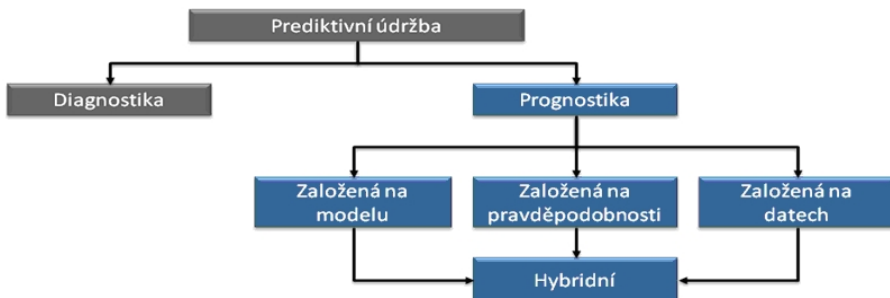 Prediktivní údržba
Diagnostika
Prognostika
Založená na
modelu
Založená na
pravděpodobnosti
Založená na
datech
Hybridní